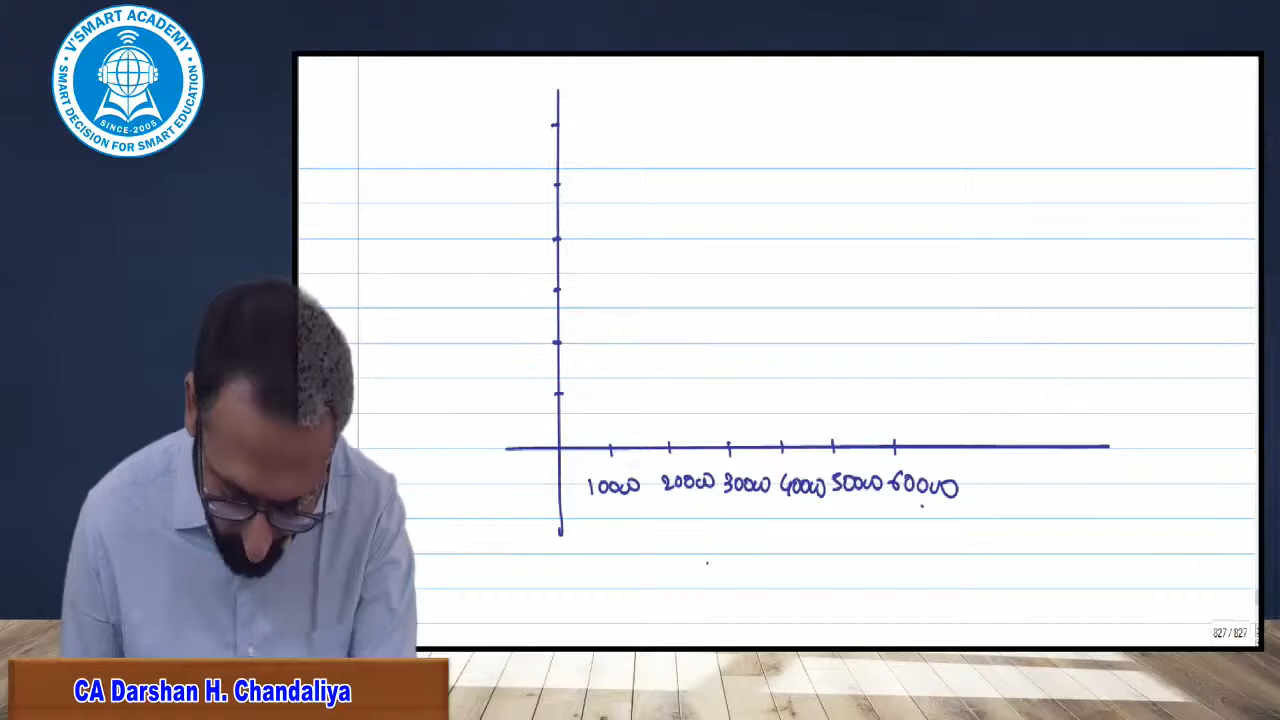 V'SMART ACADEMY
SMART DECISION FOR SMART EDUCATION
SINCE-2005
10000 20000 30000 40000 50000 60000
827 / 827
CA Darshan H. Chandaliya